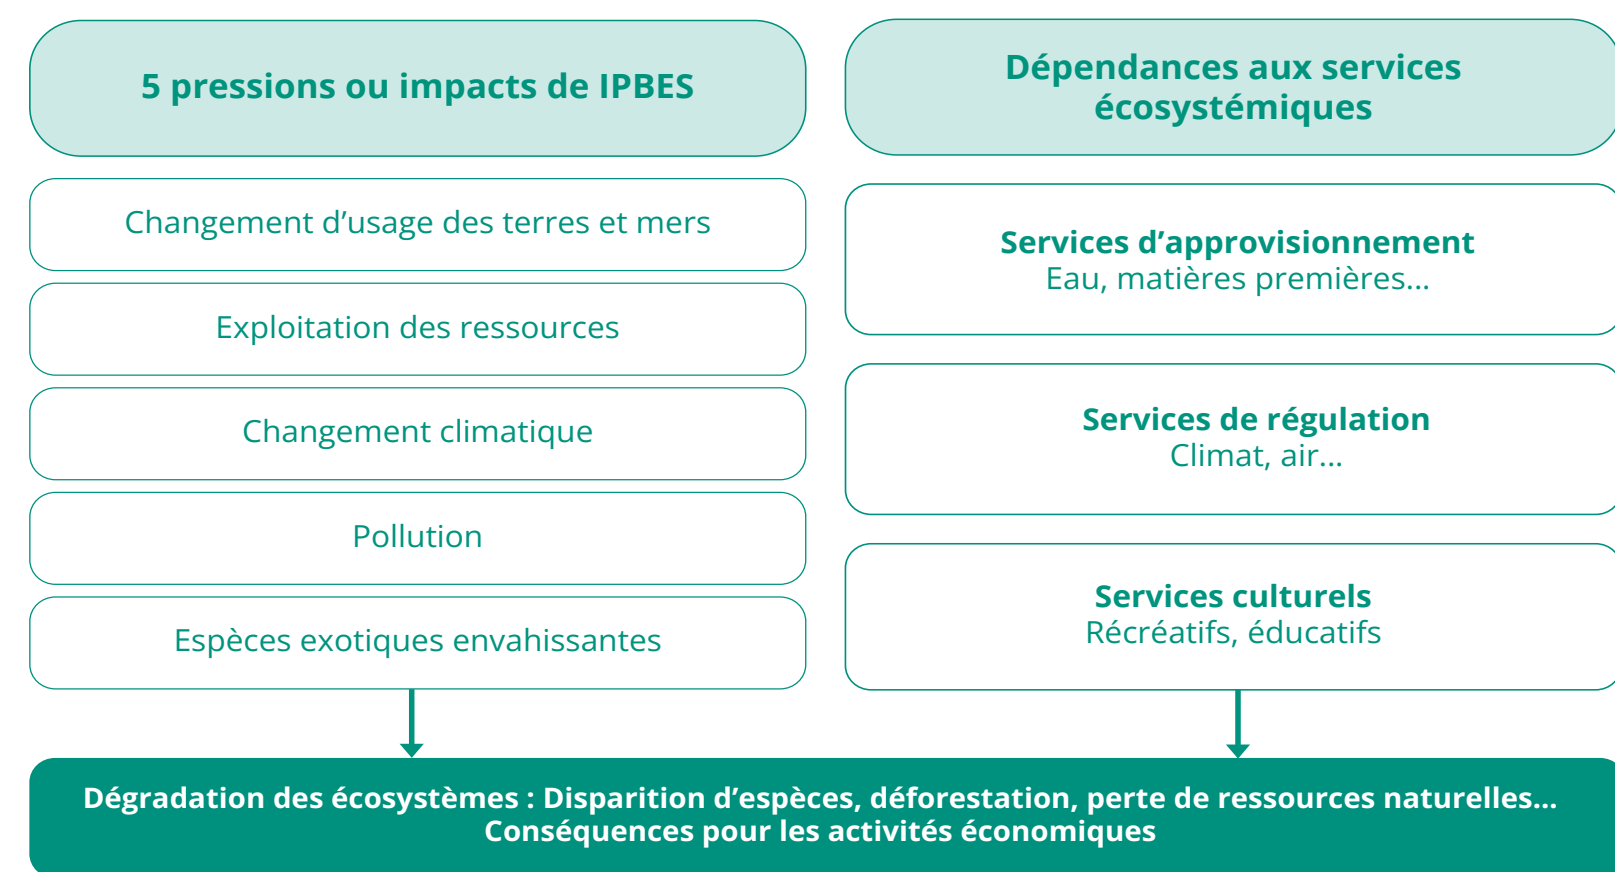 5 pressions ou impacts de IPBES
Changement d’usage des terres et mers
Exploitation des ressources
Changement climatique
Pollution
Espèces exotiques envahissantes
Dépendances aux services
écosystémiques
Services d’approvisionnement
Eau, matières premières...
Services de régulation
Climat, air...
Services culturels
Récréatifs, éducatifs
Dégradation des écosystèmes : Disparition d’espèces, déforestation, perte de ressources naturelles...
Conséquences pour les activités économiques